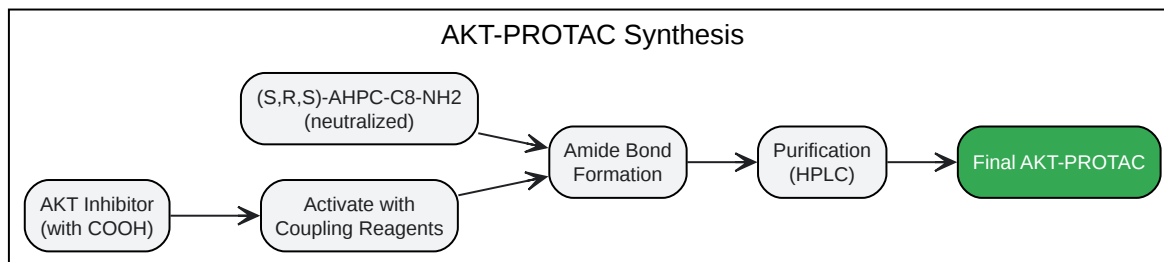 AKT-PROTAC Synthesis
(S,R,S)-AHPC-C8-NH2
(neutralized)
AKT Inhibitor
(with COOH)
Activate with
Coupling Reagents
Amide Bond
Formation
Purification
(HPLC)
Final AKT-PROTAC